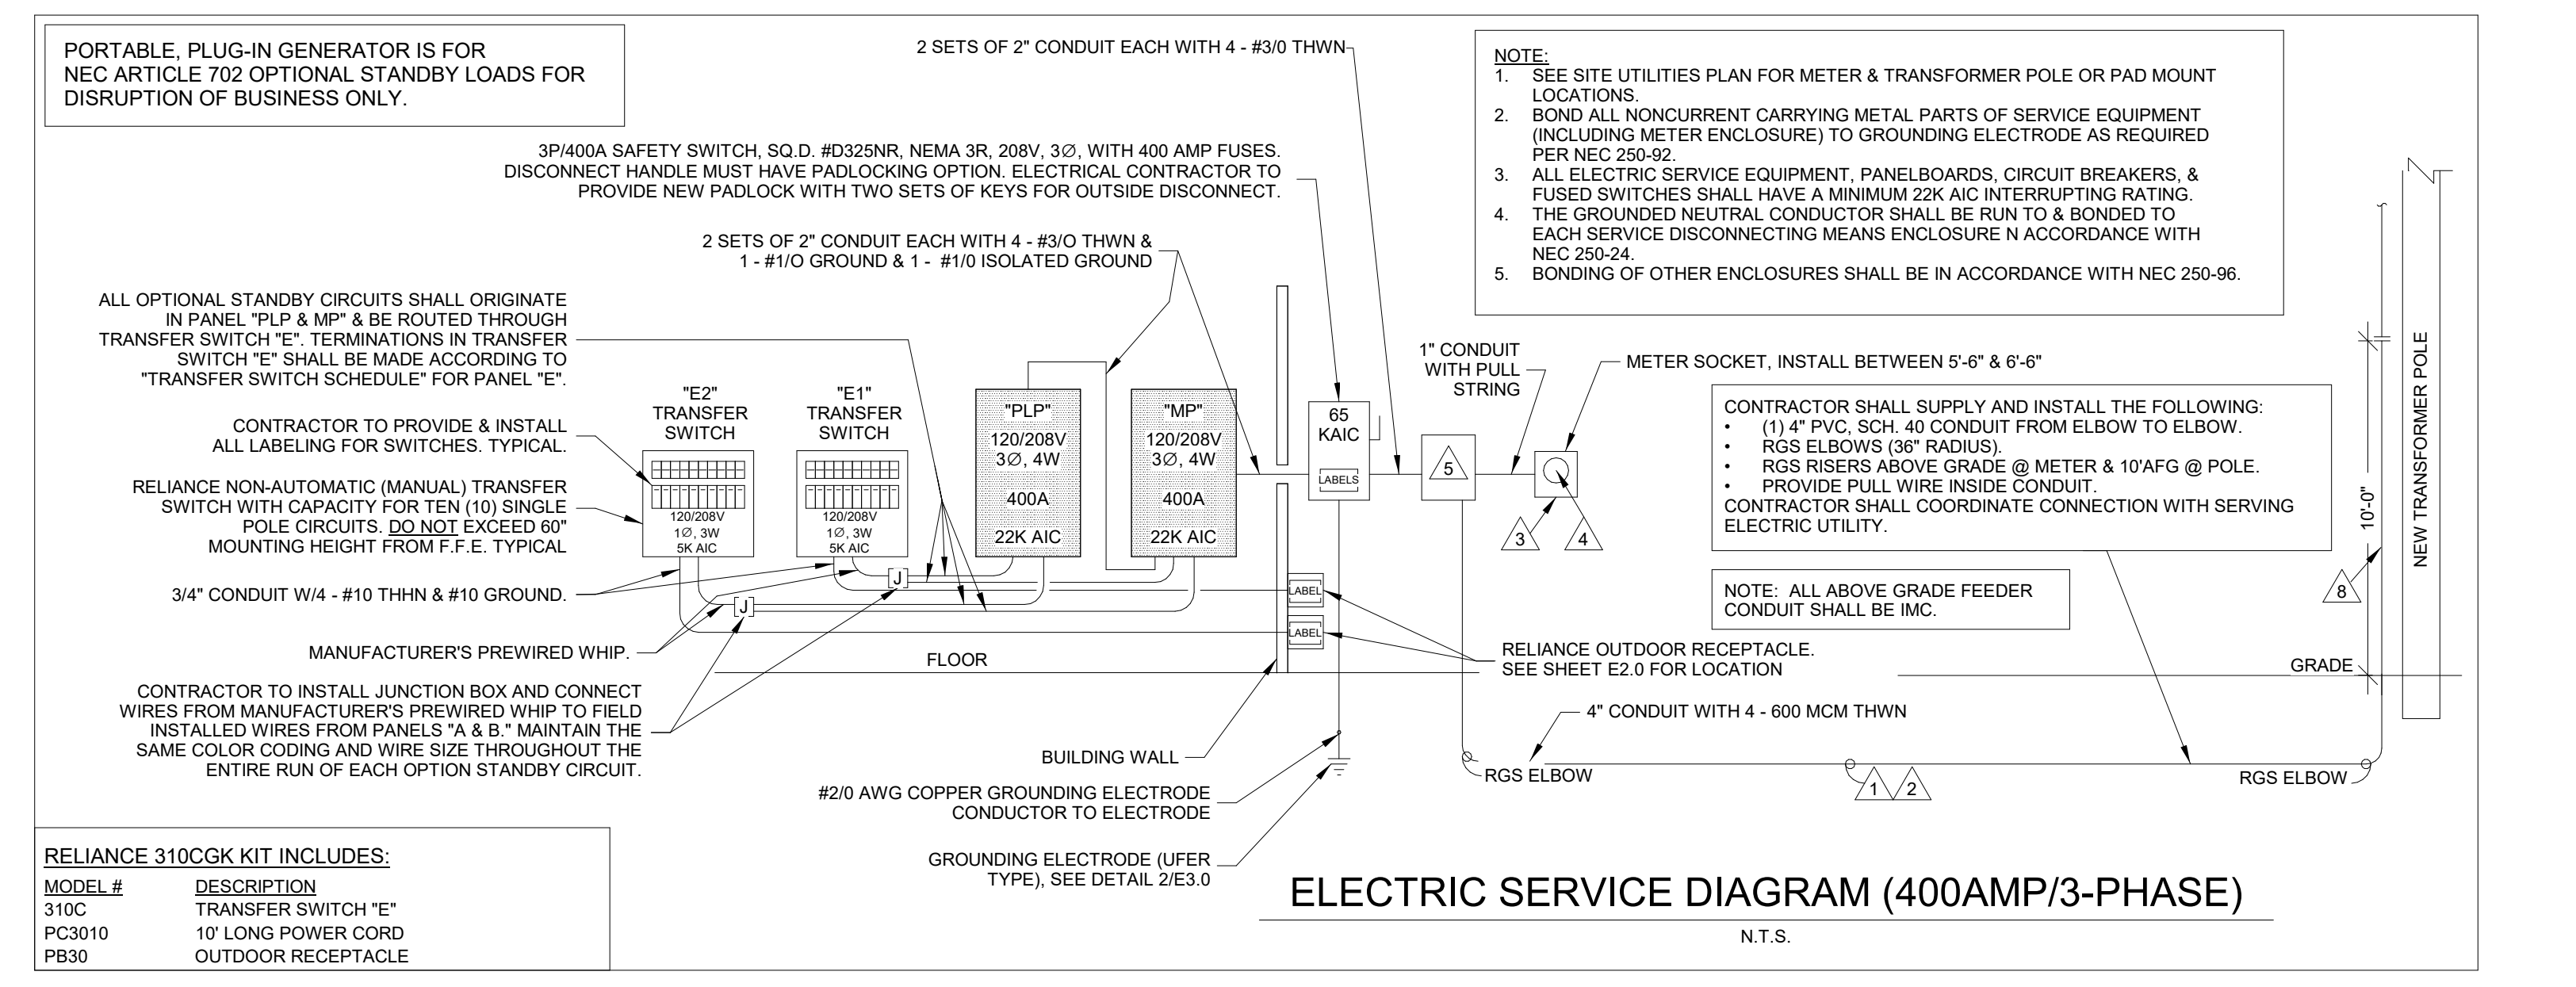 PORTABLE, PLUG-IN GENERATOR IS FOR
NEC ARTICLE 702 OPTIONAL STANDBY LOADS FOR
DISRUPTION OF BUSINESS ONLY.
2 SETS OF 2" CONDUIT EACH WITH 4 - #3/0 THWN
3P/400A SAFETY SWITCH, SQ.D. #D325NR, NEMA 3R, 208V, 3∅, WITH 400 AMP FUSES.
DISCONNECT HANDLE MUST HAVE PADLOCKING OPTION. ELECTRICAL CONTRACTOR TO
PROVIDE NEW PADLOCK WITH TWO SETS OF KEYS FOR OUTSIDE DISCONNECT.
2 SETS OF 2" CONDUIT EACH WITH 4 - #3/O THWN &
1 - #1/O GROUND & 1 - #1/0 ISOLATED GROUND
NOTE:
1. SEE SITE UTILITIES PLAN FOR METER & TRANSFORMER POLE OR PAD MOUNT
LOCATIONS.
2. BOND ALL NONCURRENT CARRYING METAL PARTS OF SERVICE EQUIPMENT
(INCLUDING METER ENCLOSURE) TO GROUNDING ELECTRODE AS REQUIRED
PER NEC 250-92.
3. ALL ELECTRIC SERVICE EQUIPMENT, PANELBOARDS, CIRCUIT BREAKERS, &
FUSED SWITCHES SHALL HAVE A MINIMUM 22K AIC INTERRUPTING RATING.
4. THE GROUNDED NEUTRAL CONDUCTOR SHALL BE RUN TO & BONDED TO
EACH SERVICE DISCONNECTING MEANS ENCLOSURE N ACCORDANCE WITH
NEC 250-24.
5. BONDING OF OTHER ENCLOSURES SHALL BE IN ACCORDANCE WITH NEC 250-96.
ALL OPTIONAL STANDBY CIRCUITS SHALL ORIGINATE
IN PANEL "PLP & MP" & BE ROUTED THROUGH
TRANSFER SWITCH "E". TERMINATIONS IN TRANSFER
SWITCH "E" SHALL BE MADE ACCORDING TO
"TRANSFER SWITCH SCHEDULE" FOR PANEL "E".
CONTRACTOR TO PROVIDE & INSTALL
ALL LABELING FOR SWITCHES. TYPICAL.
RELIANCE NON-AUTOMATIC (MANUAL) TRANSFER
SWITCH WITH CAPACITY FOR TEN (10) SINGLE
POLE CIRCUITS. DO NOT EXCEED 60"
MOUNTING HEIGHT FROM F.F.E. TYPICAL
3/4" CONDUIT W/4 - #10 THHN & #10 GROUND.
MANUFACTURER'S PREWIRED WHIP.
CONTRACTOR TO INSTALL JUNCTION BOX AND CONNECT
WIRES FROM MANUFACTURER'S PREWIRED WHIP TO FIELD
INSTALLED WIRES FROM PANELS "A & B." MAINTAIN THE
SAME COLOR CODING AND WIRE SIZE THROUGHOUT THE
ENTIRE RUN OF EACH OPTION STANDBY CIRCUIT.
"E2"
TRANSFER
SWITCH
120/208V
1∅, 3W
5K AIC
"E1"
TRANSFER
SWITCH
120/208V
1∅, 3W
5K AIC
"PLP"
120/208V
3∅, 4W
400A
22K AIC
"MP"
120/208V
3∅, 4W
400A
22K AIC
J
J
65
KAIC
LABELS
LABEL
LABEL
5
1" CONDUIT
WITH PULL
STRING
METER SOCKET, INSTALL BETWEEN 5'-6" & 6'-6"
3
4
CONTRACTOR SHALL SUPPLY AND INSTALL THE FOLLOWING:
• (1) 4" PVC, SCH. 40 CONDUIT FROM ELBOW TO ELBOW.
• RGS ELBOWS (36" RADIUS).
• RGS RISERS ABOVE GRADE @ METER & 10'AFG @ POLE.
• PROVIDE PULL WIRE INSIDE CONDUIT.
CONTRACTOR SHALL COORDINATE CONNECTION WITH SERVING
ELECTRIC UTILITY.
NOTE: ALL ABOVE GRADE FEEDER
CONDUIT SHALL BE IMC.
10'-0"
NEW TRANSFORMER POLE
8
GRADE
FLOOR
RELIANCE OUTDOOR RECEPTACLE.
SEE SHEET E2.0 FOR LOCATION
4" CONDUIT WITH 4 - 600 MCM THWN
RGS ELBOW
1
2
RGS ELBOW
BUILDING WALL
#2/0 AWG COPPER GROUNDING ELECTRODE
CONDUCTOR TO ELECTRODE
GROUNDING ELECTRODE (UFER
TYPE), SEE DETAIL 2/E3.0
RELIANCE 310CGK KIT INCLUDES:
MODEL # DESCRIPTION
310C TRANSFER SWITCH "E"
PC3010 10' LONG POWER CORD
PB30 OUTDOOR RECEPTACLE
ELECTRIC SERVICE DIAGRAM (400AMP/3-PHASE)
N.T.S.